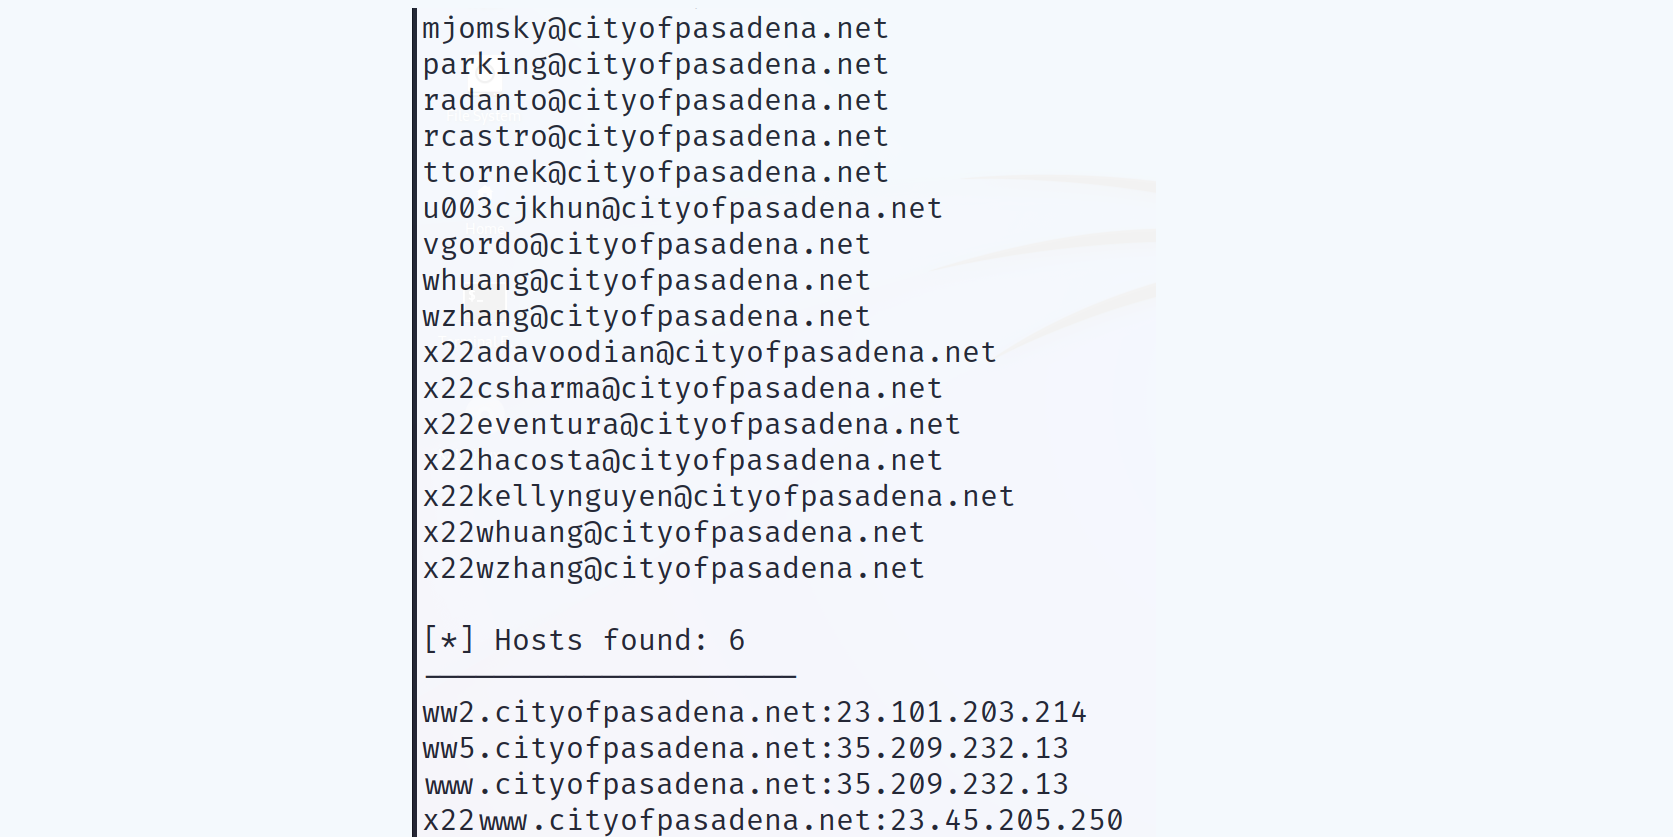 mjomsky@cityofpasadena.net
parking@cityofpasadena.net
radanto@cityofpasadena.net
rcastro@cityofpasadena.net
ttornek@cityofpasadena.net
u003cjkhun@cityofpasadena.net
vgordo@cityofpasadena.net
whuang@cityofpasadena.net
wzhang@cityofpasadena.net
x22adavoodian@cityofpasadena.net
x22csharma@cityofpasadena.net
x22eventura@cityofpasadena.net
x22hacosta@cityofpasadena.net
x22kellynguyen@cityofpasadena.net
x22whuang@cityofpasadena.net
x22wzhang@cityofpasadena.net
[*] Hosts found: 6
ww2.cityofpasadena.net:23.101.203.214
ww5.cityofpasadena.net:35.209.232.13
www.cityofpasadena.net:35.209.232.13
x22www.cityofpasadena.net:23.45.205.250